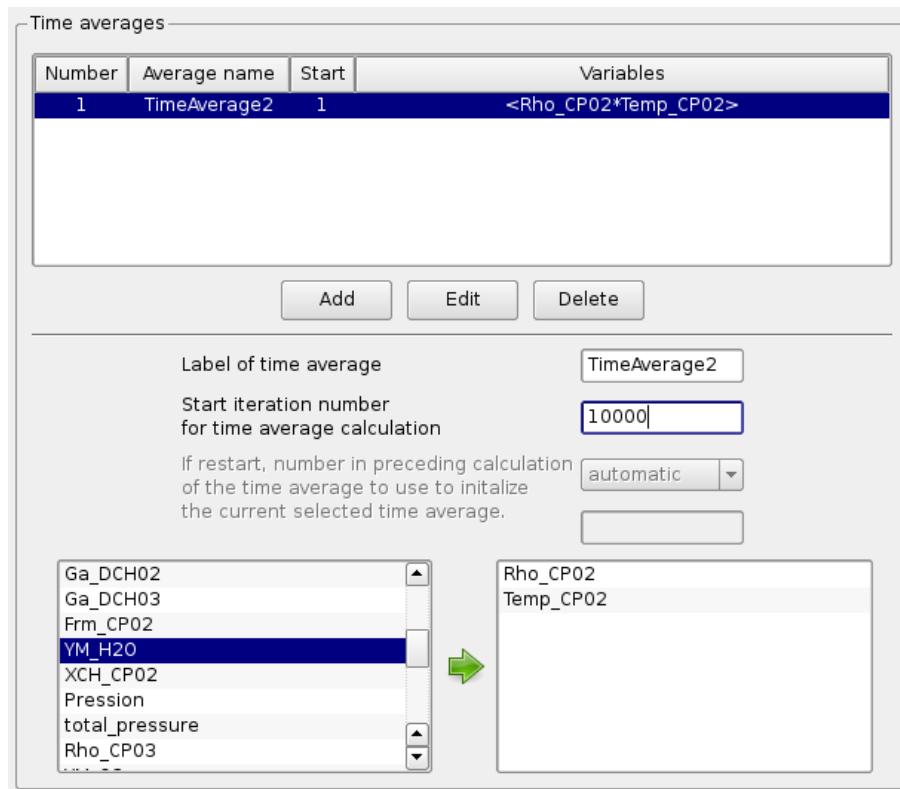 Time averages
Number Average name Start Variables
1 TimeAverage2 1 <Rho_CP02*Temp_CP02>
Add Edit Delete
Label of time average TimeAverage2
Start iteration number
for time average calculation 10000
If restart, number in preceding calculation
of the time average to use to initalize automatic
the current selected time average.
Ga_DCH02 Rho_CP02
Ga_DCH03 Temp_CP02
Frm_CP02
YM_H2O
XCH_CP02
Pression
total_pressure
Rho_CP03